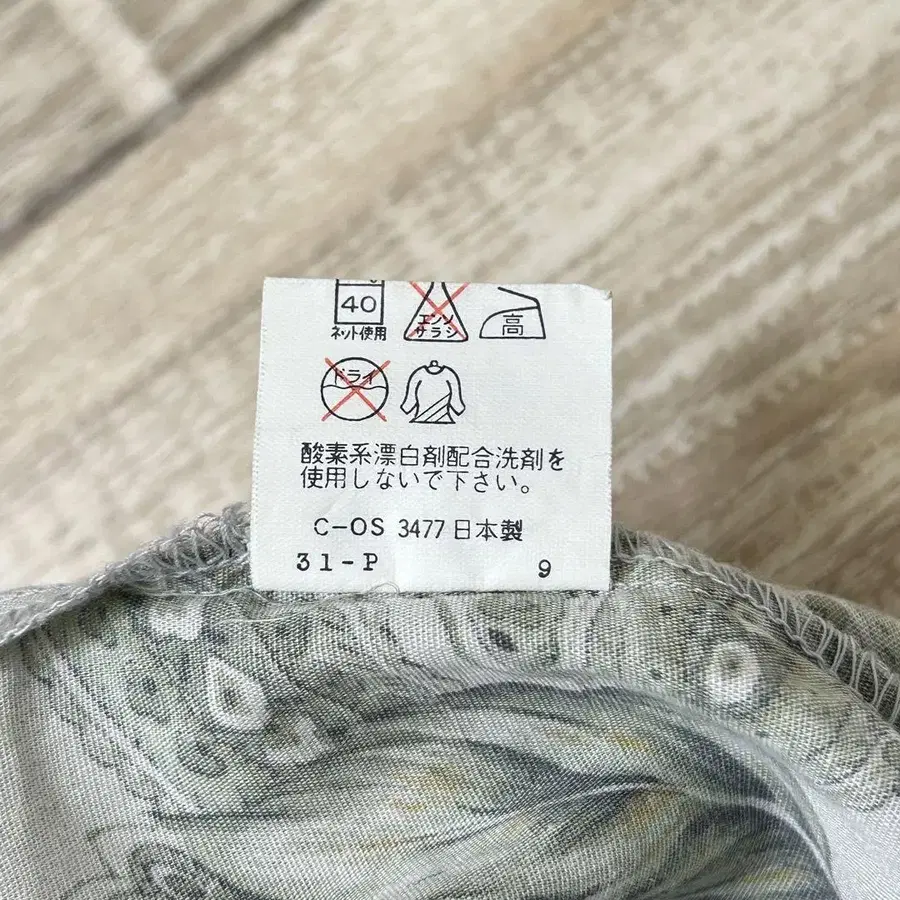 40
ネット使用
エンソ
サラシ
高
ドライ
酸素系漂白剤配合洗剤を
使用しないで下さい。
C-OS 3477 日本製
31-P 9